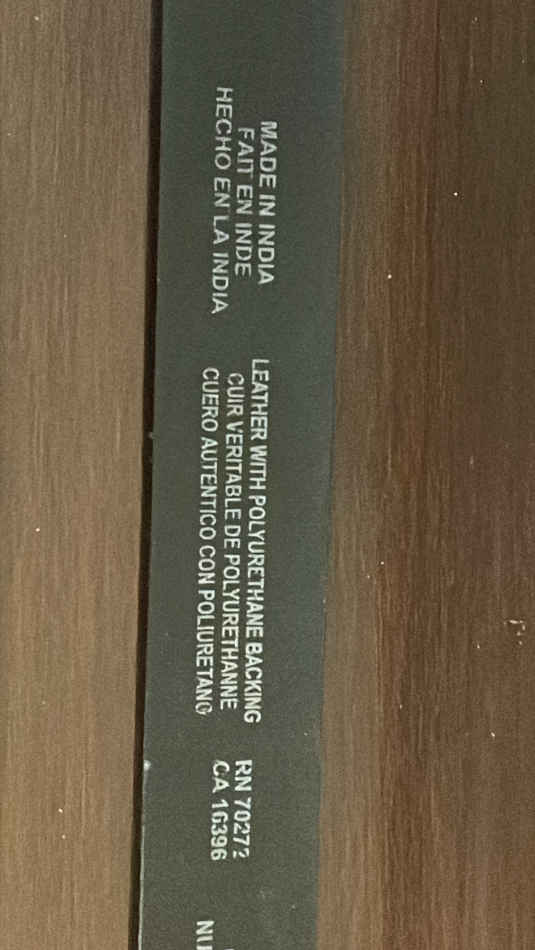 MADE IN INDIA
FAIT EN INDE
HECHO EN LA INDIA
LEATHER WITH POLYURETHANE BACKING
CUIR VERITABLE DE POLYURETHANNE
CUERO AUTENTICO CON POLIURETANO
RN 70272
CA 16396